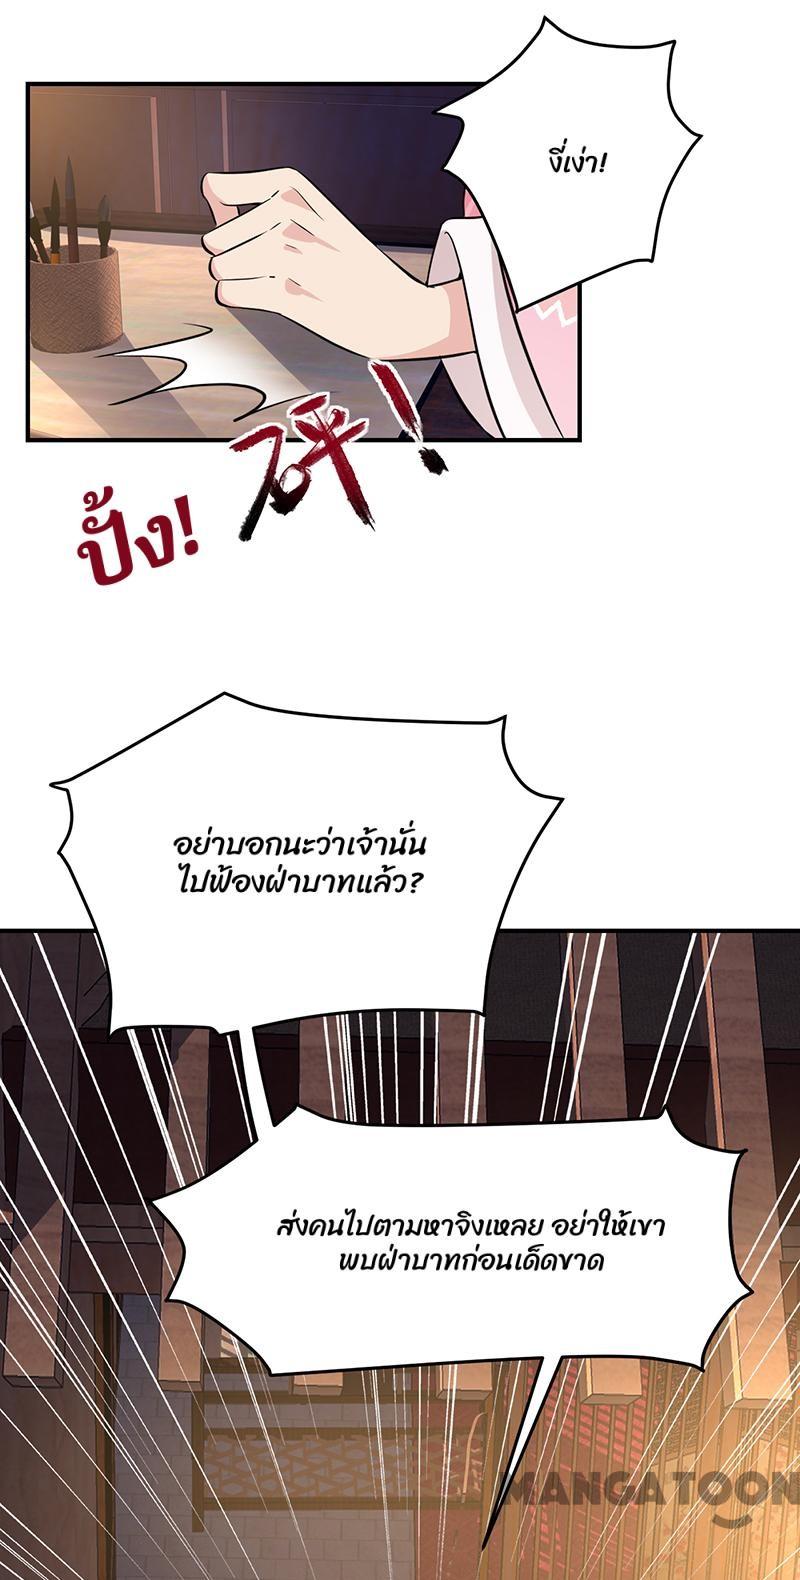 งี่เง่า!
砰!
ปั้ง!
อย่าบอกนะว่าเจ้านั่น
ไปฟ้องฝ่าบาทแล้ว?
ส่งคนไปตามหาจิงเหลย อย่าให้เขา
พบฝ่าบาทก่อนเด็ดขาด
MANGATOON